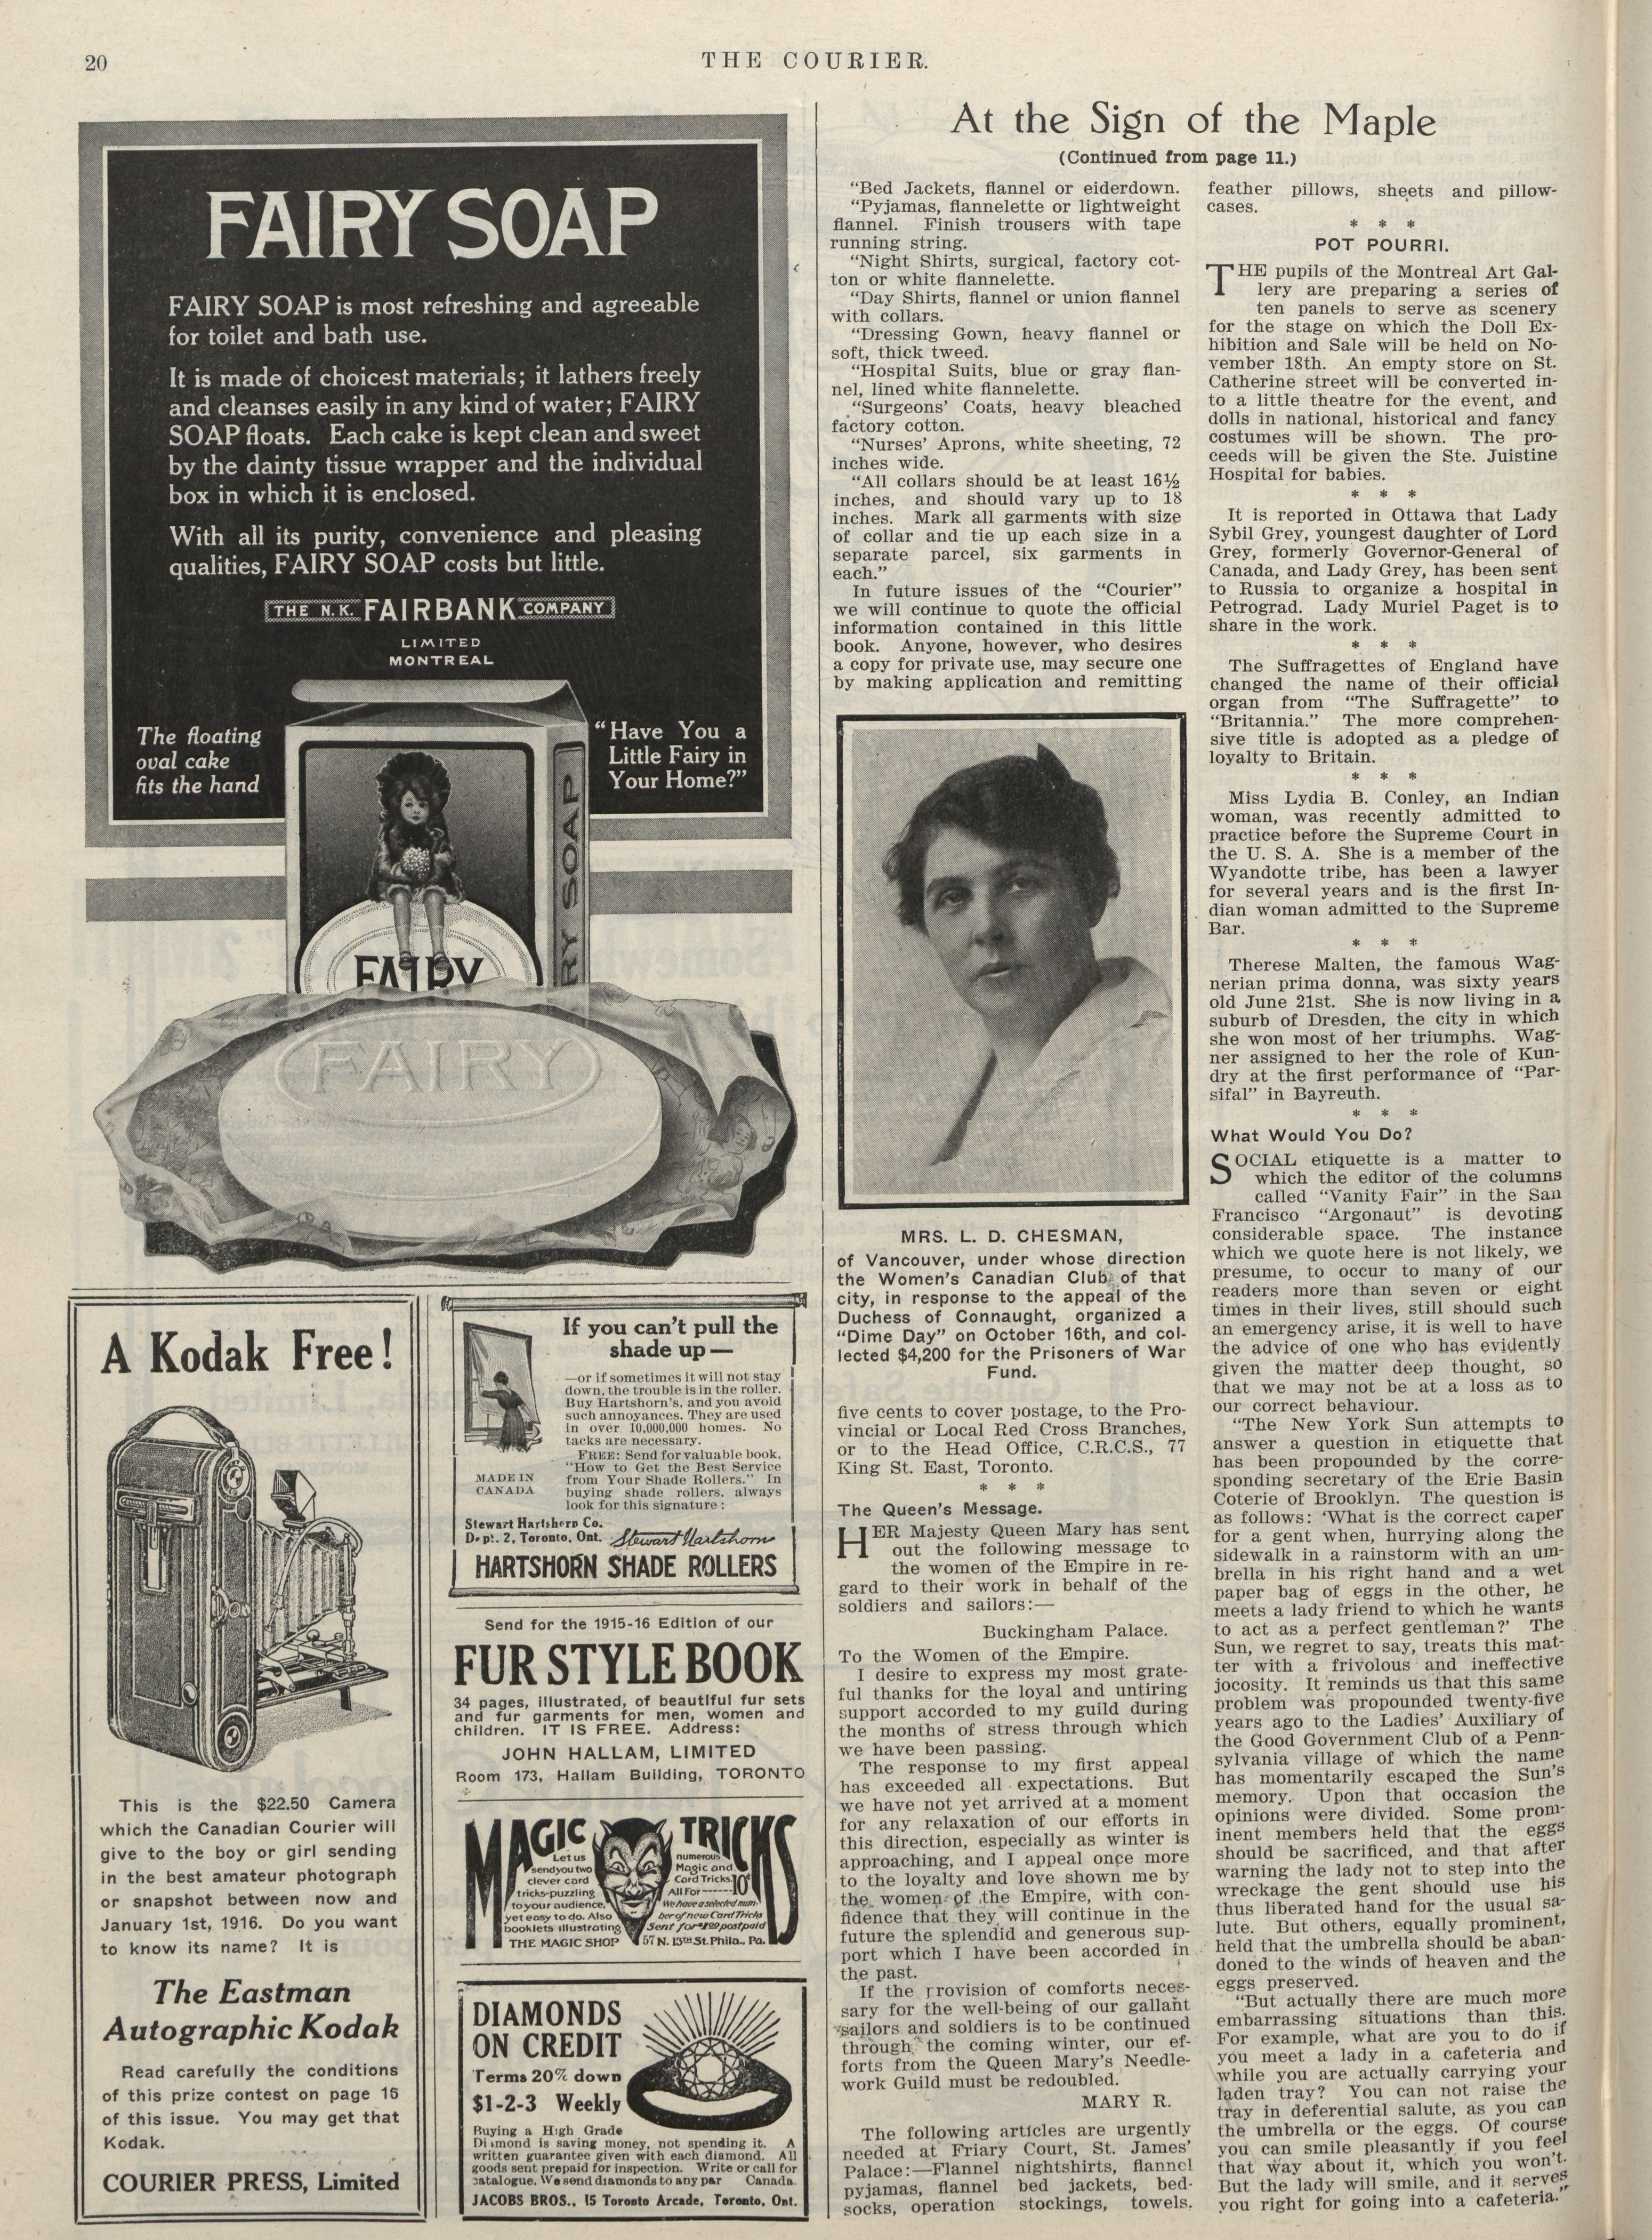 20
THE COURIER.
FAIRY SOAP
FAIRY SOAP is most refreshing and agreeable
for toilet and bath use.
It is made of choicest materials; it lathers freely
and cleanses easily in any kind of water; FAIRY
SOAP floats. Each cake is kept clean and sweet
by the dainty tissue wrapper and the individual
box in which it is enclosed.
With all its purity, convenience and pleasing
qualities, FAIRY SOAP costs but little.
THE N.K. FAIRBANK COMPANY
LIMITED
MONTREAL
The floating
oval cake
fits the hand
"Have You a
Little Fairy in
Your Home?"
FAIRY
RY SOAP
FAIRY
A Kodak Free!
This is the $22.50 Camera
which the Canadian Courier will
give to the boy or girl sending
in the best amateur photograph
or snapshot between now and
January 1st, 1916. Do you want
to know its name? It is
The Eastman
Autographic Kodak
Read carefully the conditions
of this prize contest on page 16
of this issue. You may get that
Kodak.
COURIER PRESS, Limited
If you can't pull the
shade up—
—or if sometimes it will not stay
down, the trouble is in the roller.
Buy Hartshorn's, and you avoid
such annoyances. They are used
in over 10,000,000 homes. No
tacks are necessary.
FREE: Send for valuable book,
"How to Get the Best Service
from Your Shade Rollers." In
buying shade rollers, always
look for this signature:
MADE IN
CANADA
Stewart Hartshorn Co.
Dept. 2, Toronto, Ont. Stewart Hartshorn
HARTSHORN SHADE ROLLERS
Send for the 1915-16 Edition of our
FUR STYLE BOOK
34 pages, illustrated, of beautiful fur sets
and fur garments for men, women and
children. IT IS FREE. Address:
JOHN HALLAM, LIMITED
Room 173, Hallam Building, TORONTO
MAGIC TRICKS
Let us
send you two
clever card
tricks-puzzling
to your audience,
yet easy to do. Also
booklets illustrating
THE MAGIC SHOP
numerous
Magic and
Card Tricks.
All For ------10¢
We have a selected num-
ber of new Card Tricks
Sent for $1.00 postpaid
57 N. 13th St. Phila., Pa.
DIAMONDS
ON CREDIT
Terms 20% down
$1-2-3 Weekly
Buying a High Grade
Diamond is saving money, not spending it. A
written guarantee given with each diamond. All
goods sent prepaid for inspection. Write or call for
catalogue. We send diamonds to any par Canada.
JACOBS BROS., 15 Toronto Arcade, Toronto, Ont.
At the Sign of the Maple
(Continued from page 11.)
"Bed Jackets, flannel or eiderdown.
"Pyjamas, flannelette or lightweight
flannel. Finish trousers with tape
running string.
"Night Shirts, surgical, factory cot-
ton or white flannelette.
"Day Shirts, flannel or union flannel
with collars.
"Dressing Gown, heavy flannel or
soft, thick tweed.
"Hospital Suits, blue or gray flan-
nel, lined white flannelette.
"Surgeons' Coats, heavy bleached
factory cotton.
"Nurses' Aprons, white sheeting, 72
inches wide.
"All collars should be at least 16½
inches, and should vary up to 18
inches. Mark all garments with size
of collar and tie up each size in a
separate parcel, six garments in
each."
In future issues of the "Courier"
we will continue to quote the official
information contained in this little
book. Anyone, however, who desires
a copy for private use, may secure one
by making application and remitting
MRS. L. D. CHESMAN,
of Vancouver, under whose direction
the Women's Canadian Club of that
city, in response to the appeal of the
Duchess of Connaught, organized a
"Dime Day" on October 16th, and col-
lected $4,200 for the Prisoners of War
Fund.
five cents to cover postage, to the Pro-
vincial or Local Red Cross Branches,
or to the Head Office, C.R.C.S., 77
King St. East, Toronto.
* * *
The Queen's Message.
HER Majesty Queen Mary has sent
out the following message to
the women of the Empire in re-
gard to their work in behalf of the
soldiers and sailors:—
Buckingham Palace.
To the Women of the Empire.
I desire to express my most grate-
ful thanks for the loyal and untiring
support accorded to my guild during
the months of stress through which
we have been passing.
The response to my first appeal
has exceeded all expectations. But
we have not yet arrived at a moment
for any relaxation of our efforts in
this direction, especially as winter is
approaching, and I appeal once more
to the loyalty and love shown me by
the women of the Empire, with con-
fidence that they will continue in the
future the splendid and generous sup-
port which I have been accorded in
the past.
If the provision of comforts neces-
sary for the well-being of our gallant
sailors and soldiers is to be continued
through the coming winter, our ef-
forts from the Queen Mary's Needle-
work Guild must be redoubled.
MARY R.
The following articles are urgently
needed at Friary Court, St. James'
Palace:—Flannel nightshirts, flannel
pyjamas, flannel bed jackets, bed-
socks, operation stockings, towels,
feather pillows, sheets and pillow-
cases.
* * *
POT POURRI.
THE pupils of the Montreal Art Gal-
lery are preparing a series of
ten panels to serve as scenery
for the stage on which the Doll Ex-
hibition and Sale will be held on No-
vember 18th. An empty store on St.
Catherine street will be converted in-
to a little theatre for the event, and
dolls in national, historical and fancy
costumes will be shown. The pro-
ceeds will be given the Ste. Juistine
Hospital for babies.
* * *
It is reported in Ottawa that Lady
Sybil Grey, youngest daughter of Lord
Grey, formerly Governor-General of
Canada, and Lady Grey, has been sent
to Russia to organize a hospital in
Petrograd. Lady Muriel Paget is to
share in the work.
* * *
The Suffragettes of England have
changed the name of their official
organ from "The Suffragette" to
"Britannia." The more comprehen-
sive title is adopted as a pledge of
loyalty to Britain.
* * *
Miss Lydia B. Conley, an Indian
woman, was recently admitted to
practice before the Supreme Court in
the U. S. A. She is a member of the
Wyandotte tribe, has been a lawyer
for several years and is the first In-
dian woman admitted to the Supreme
Bar.
* * *
Therese Malten, the famous Wag-
nerian prima donna, was sixty years
old June 21st. She is now living in a
suburb of Dresden, the city in which
she won most of her triumphs. Wag-
ner assigned to her the role of Kun-
dry at the first performance of "Par-
sifal" in Bayreuth.
* * *
What Would You Do?
SOCIAL etiquette is a matter to
which the editor of the columns
called "Vanity Fair" in the San
Francisco "Argonaut" is devoting
considerable space. The instance
which we quote here is not likely, we
presume, to occur to many of our
readers more than seven or eight
times in their lives, still should such
an emergency arise, it is well to have
the advice of one who has evidently
given the matter deep thought, so
that we may not be at a loss as to
our correct behaviour.
"The New York Sun attempts to
answer a question in etiquette that
has been propounded by the corre-
sponding secretary of the Erie Basin
Coterie of Brooklyn. The question is
as follows: 'What is the correct caper
for a gent when, hurrying along the
sidewalk in a rainstorm with an um-
brella in his right hand and a wet
paper bag of eggs in the other, he
meets a lady friend to which he wants
to act as a perfect gentleman?' The
Sun, we regret to say, treats this mat-
ter with a frivolous and ineffective
jocosity. It reminds us that this same
problem was propounded twenty-five
years ago to the Ladies' Auxiliary of
the Good Government Club of a Penn-
sylvania village of which the name
has momentarily escaped the Sun's
memory. Upon that occasion the
opinions were divided. Some prom-
inent members held that the eggs
should be sacrificed, and that after
warning the lady not to step into the
wreckage the gent should use his
thus liberated hand for the usual sa-
lute. But others, equally prominent,
held that the umbrella should be aban-
doned to the winds of heaven and the
eggs preserved.
"But actually there are much more
embarrassing situations than this.
For example, what are you to do if
you meet a lady in a cafeteria and
while you are actually carrying your
laden tray? You can not raise the
tray in deferential salute, as you can
the umbrella or the eggs. Of course
you can smile pleasantly if you feel
that way about it, which you won't.
But the lady will smile, and it serves
you right for going into a cafeteria."